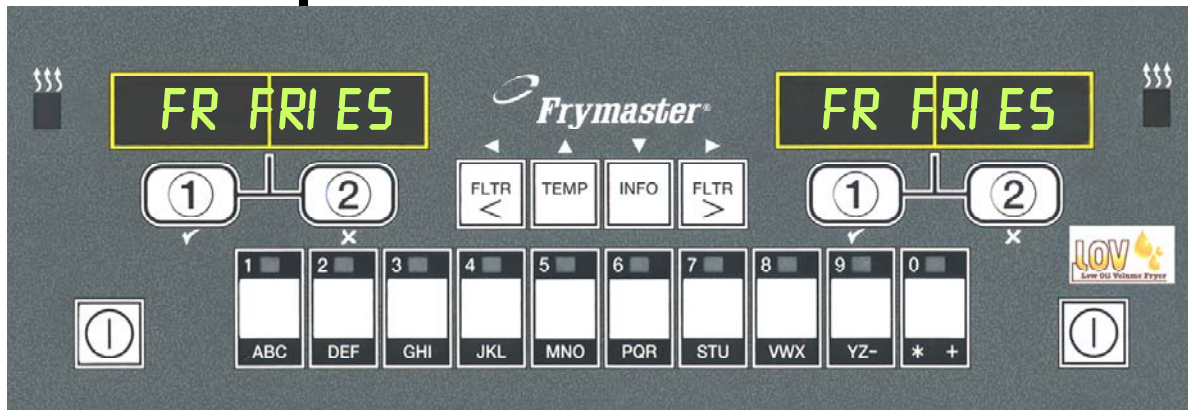 FR FRIES
Frymaster®
FR FRIES
1 2
FLTR < TEMP INFO FLTR >
1 2
LOV
Low Oil Volume Fryer
1 2 3 4 5 6 7 8 9 0
ABC DEF GHI JKL MNO PQR STU VWX YZ- * +